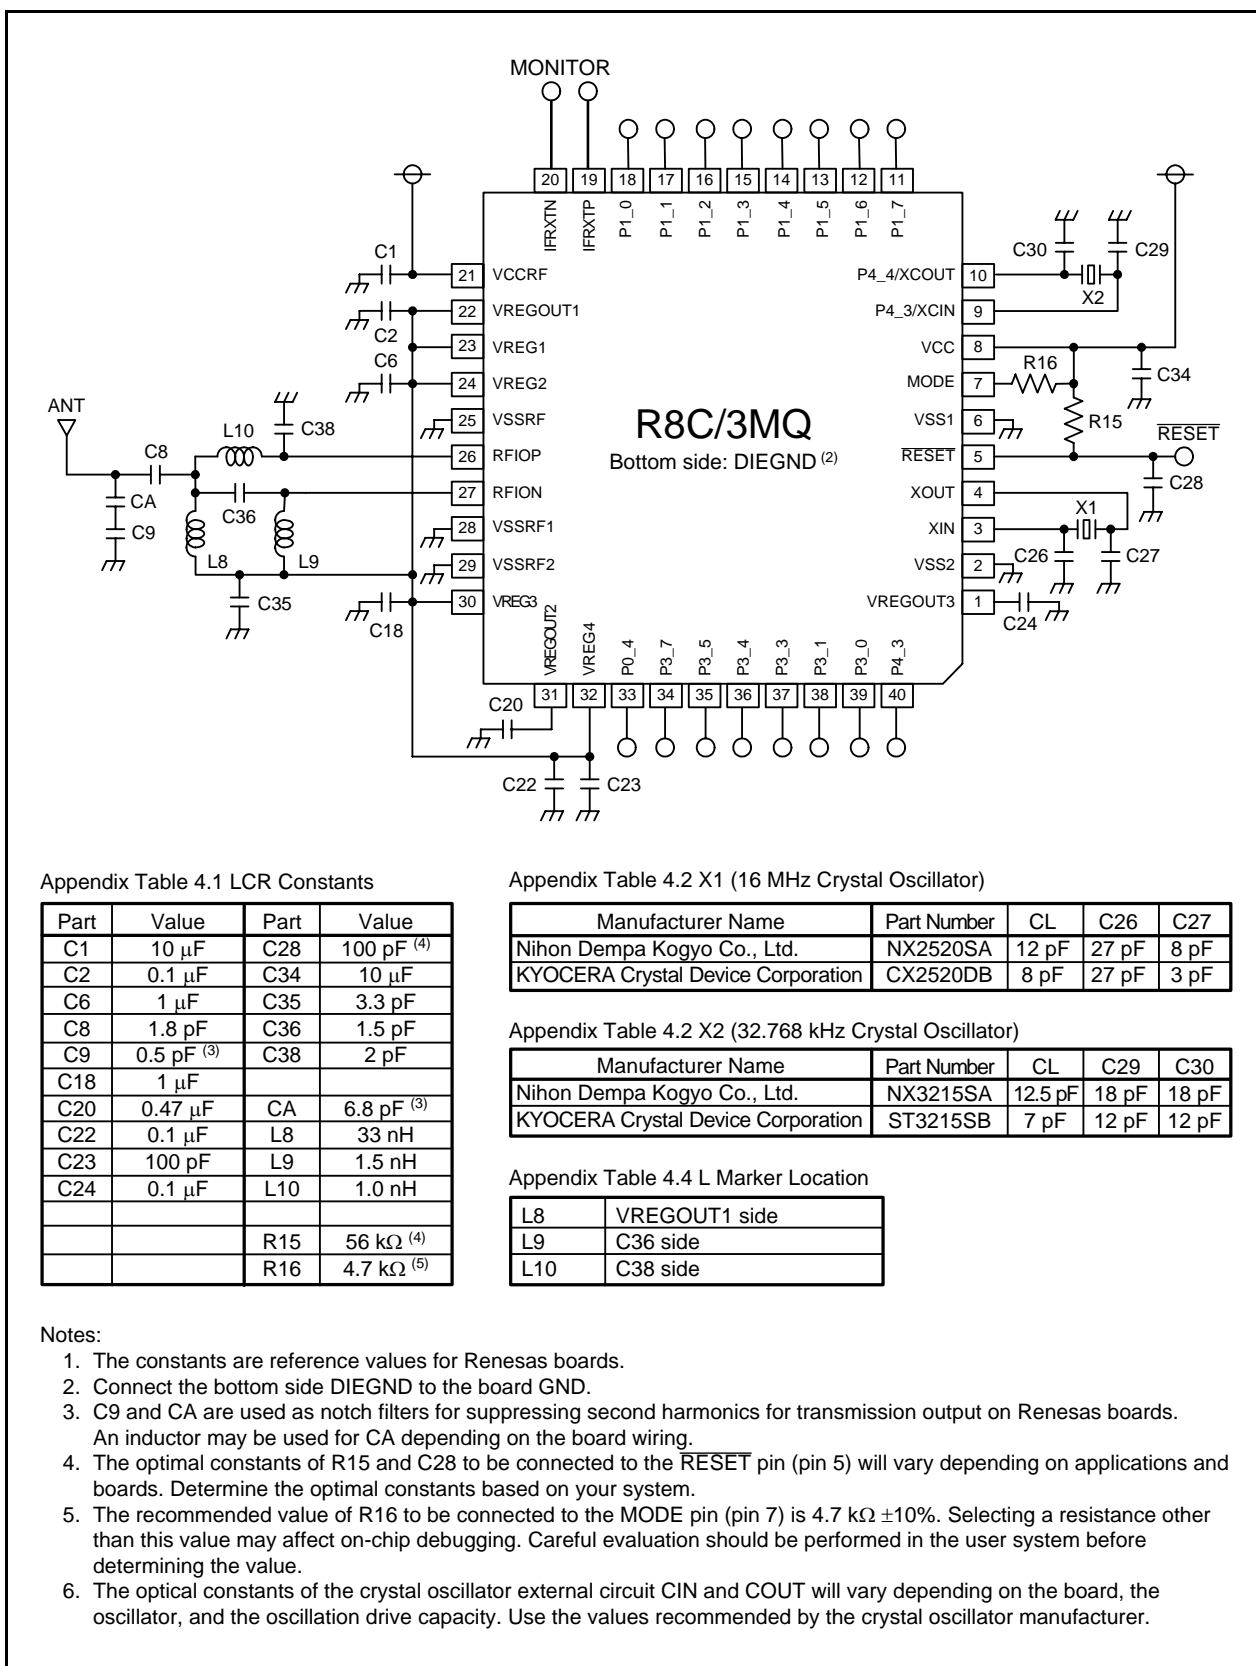 MONITOR
20 19 18 17 16 15 14 13 12 11
IFRXTN IFRXTP P1_0 P1_1 P1_2 P1_3 P1_4 P1_5 P1_6 P1_7
C1
C30 C29
21 VCCRF
P4_4/XCOUT 10
X2
22 VREGOUT1
P4_3/XCIN 9
C2
23 VREG1
VCC 8
C6
R16
C34
24 VREG2
MODE 7
ANT
25 VSSRF
R8C/3MQ
VSS1 6
R15
RESET
L10
C38
C8
26 RFIOP
Bottom side: DIEGND (2)
RESET 5
C28
CA
C36
27 RFION
XOUT 4
X1
C9
28 VSSRF1
XIN 3
L8 L9
C26 C27
29 VSSRF2
VSS2 2
C35
C18
30 VREG3
VREGOUT3 1
C24
VREGOUT2 VREG4 P0_4 P3_7 P3_5 P3_4 P3_3 P3_1 P3_0 P4_3
31 32 33 34 35 36 37 38 39 40
C20
C22 C23
Appendix Table 4.1 LCR Constants
Part Value Part Value
C1 10 μF C28 100 pF (4)
C2 0.1 μF C34 10 μF
C6 1 μF C35 3.3 pF
C8 1.8 pF C36 1.5 pF
C9 0.5 pF (3) C38 2 pF
C18 1 μF
C20 0.47 μF CA 6.8 pF (3)
C22 0.1 μF L8 33 nH
C23 100 pF L9 1.5 nH
C24 0.1 μF L10 1.0 nH
R15 56 kΩ (4)
R16 4.7 kΩ (5)
Appendix Table 4.2 X1 (16 MHz Crystal Oscillator)
Manufacturer Name Part Number CL C26 C27
Nihon Dempa Kogyo Co., Ltd. NX2520SA 12 pF 27 pF 8 pF
KYOCERA Crystal Device Corporation CX2520DB 8 pF 27 pF 3 pF
Appendix Table 4.2 X2 (32.768 kHz Crystal Oscillator)
Manufacturer Name Part Number CL C29 C30
Nihon Dempa Kogyo Co., Ltd. NX3215SA 12.5 pF 18 pF 18 pF
KYOCERA Crystal Device Corporation ST3215SB 7 pF 12 pF 12 pF
Appendix Table 4.4 L Marker Location
L8 VREGOUT1 side
L9 C36 side
L10 C38 side
Notes:
1. The constants are reference values for Renesas boards.
2. Connect the bottom side DIEGND to the board GND.
3. C9 and CA are used as notch filters for suppressing second harmonics for transmission output on Renesas boards.
An inductor may be used for CA depending on the board wiring.
4. The optimal constants of R15 and C28 to be connected to the RESET pin (pin 5) will vary depending on applications and
boards. Determine the optimal constants based on your system.
5. The recommended value of R16 to be connected to the MODE pin (pin 7) is 4.7 kΩ ±10%. Selecting a resistance other
than this value may affect on-chip debugging. Careful evaluation should be performed in the user system before
determining the value.
6. The optical constants of the crystal oscillator external circuit CIN and COUT will vary depending on the board, the
oscillator, and the oscillation drive capacity. Use the values recommended by the crystal oscillator manufacturer.